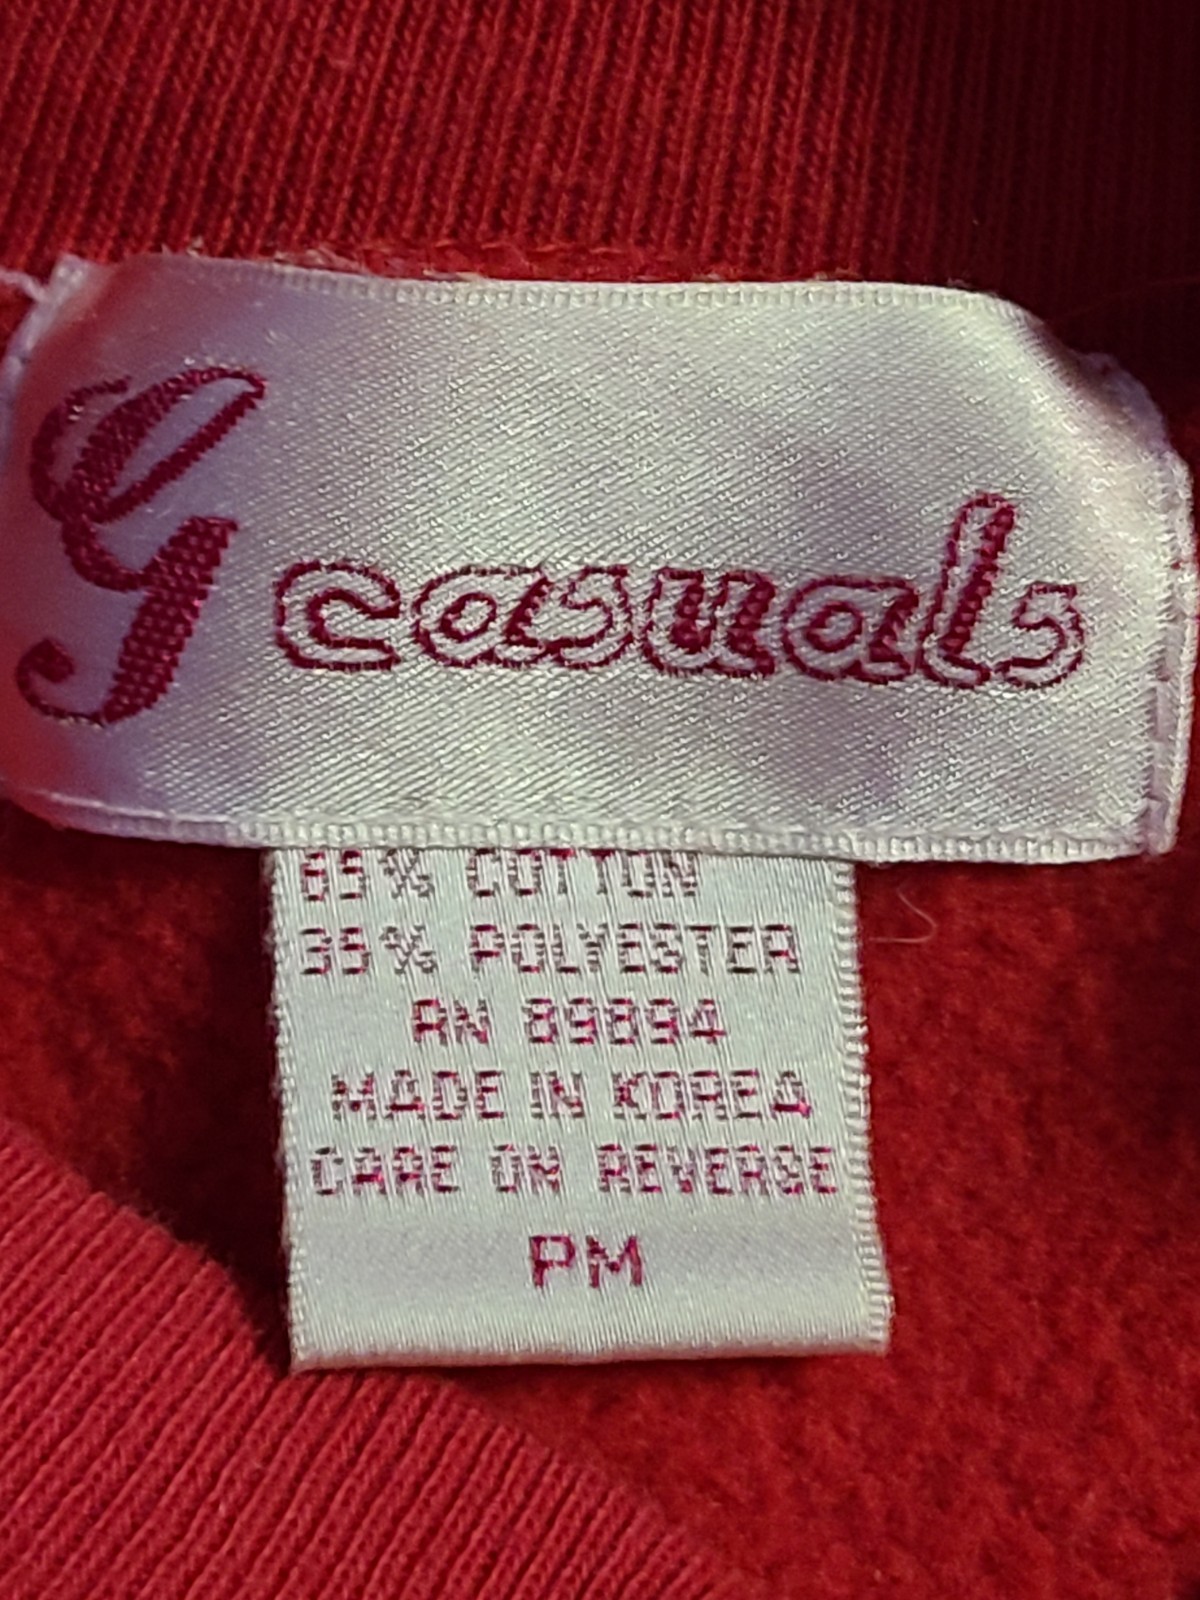 G casuals
65% COTTON
35% POLYESTER
RN 89894
MADE IN KOREA
CARE ON REVERSE
PM